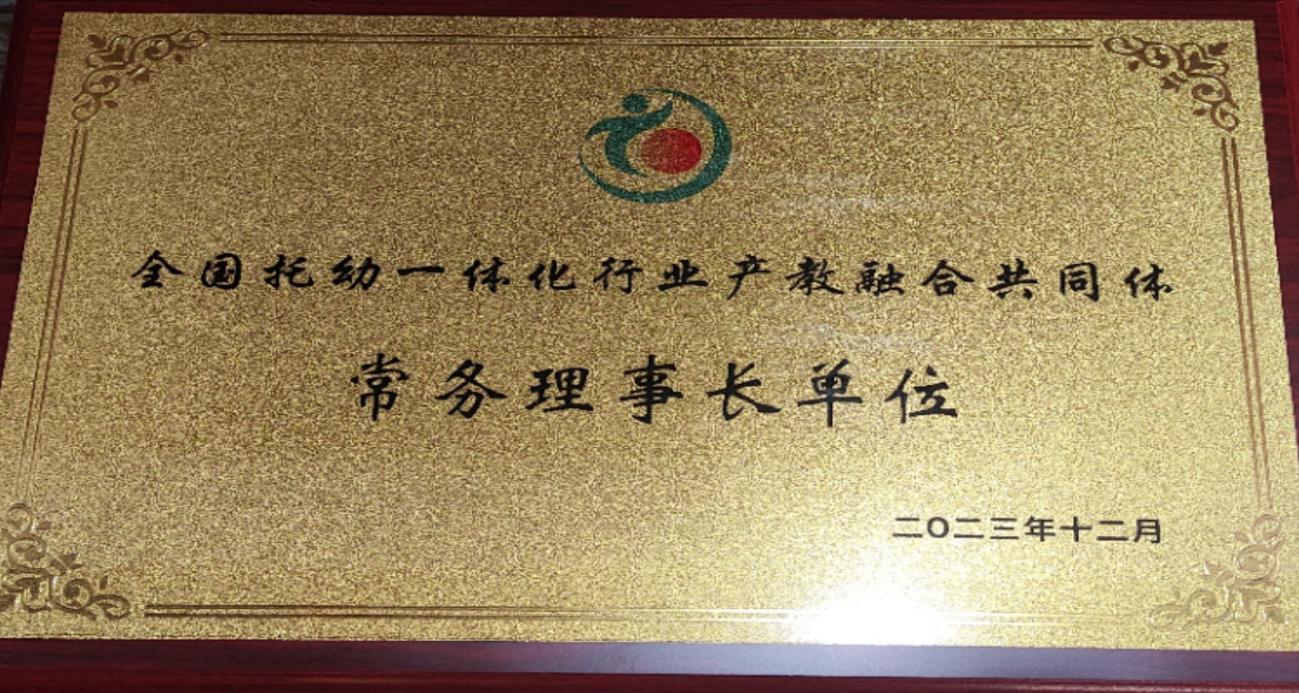 全国托幼一体化行业产教融合共同体
常务理事长单位
二〇二三年十二月